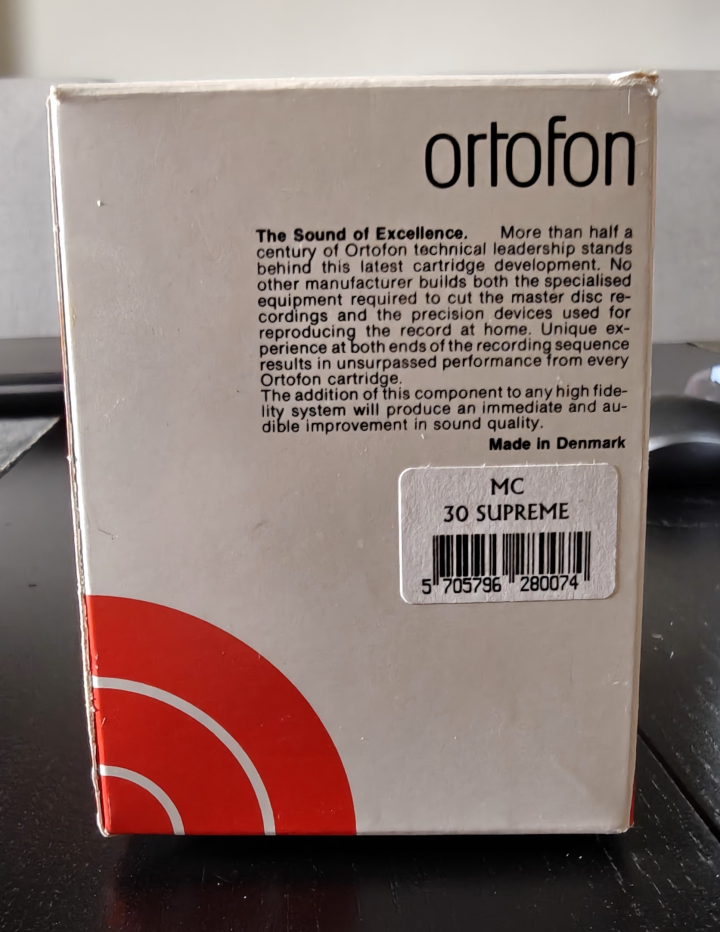 ortofon
The Sound of Excellence. More than half a
century of Ortofon technical leadership stands
behind this latest cartridge development. No
other manufacturer builds both the specialised
equipment required to cut the master disc re-
cordings and the precision devices used for
reproducing the record at home. Unique ex-
perience at both ends of the recording sequence
results in unsurpassed performance from every
Ortofon cartridge.
The addition of this component to any high fide-
lity system will produce an immediate and au-
dible improvement in sound quality.
Made in Denmark
MC
30 SUPREME
5 705796 280074